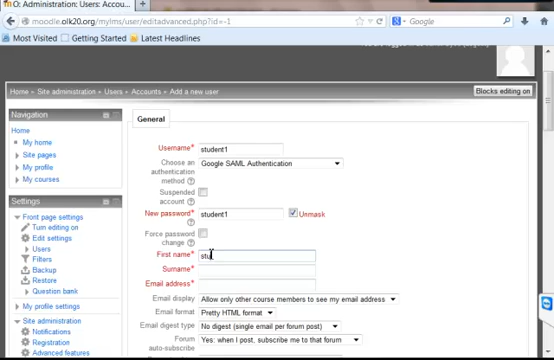 O: Administration: Users: Accou...
moodle.olk20.org/mylms/user/editadvanced.php?id=-1
Google
Most Visited
Getting Started
Latest Headlines
Home ▸ Site administration ▸ Users ▸ Accounts ▸ Add a new user
Blocks editing on
Navigation
Home
My home
Site pages
My profile
My courses
Settings
Front page settings
Turn editing on
Edit settings
Users
Filters
Backup
Restore
Question bank
My profile settings
Site administration
Notifications
Registration
Advanced features
General
Username* student1
Choose an authentication method Google SAML Authentication
Suspended account
New password* student1 Unmask
Force password change
First name* stu
Surname*
Email address*
Email display Allow only other course members to see my email address
Email format Pretty HTML format
Email digest type No digest (single email per forum post)
Forum auto-subscribe Yes: when I post, subscribe me to that forum